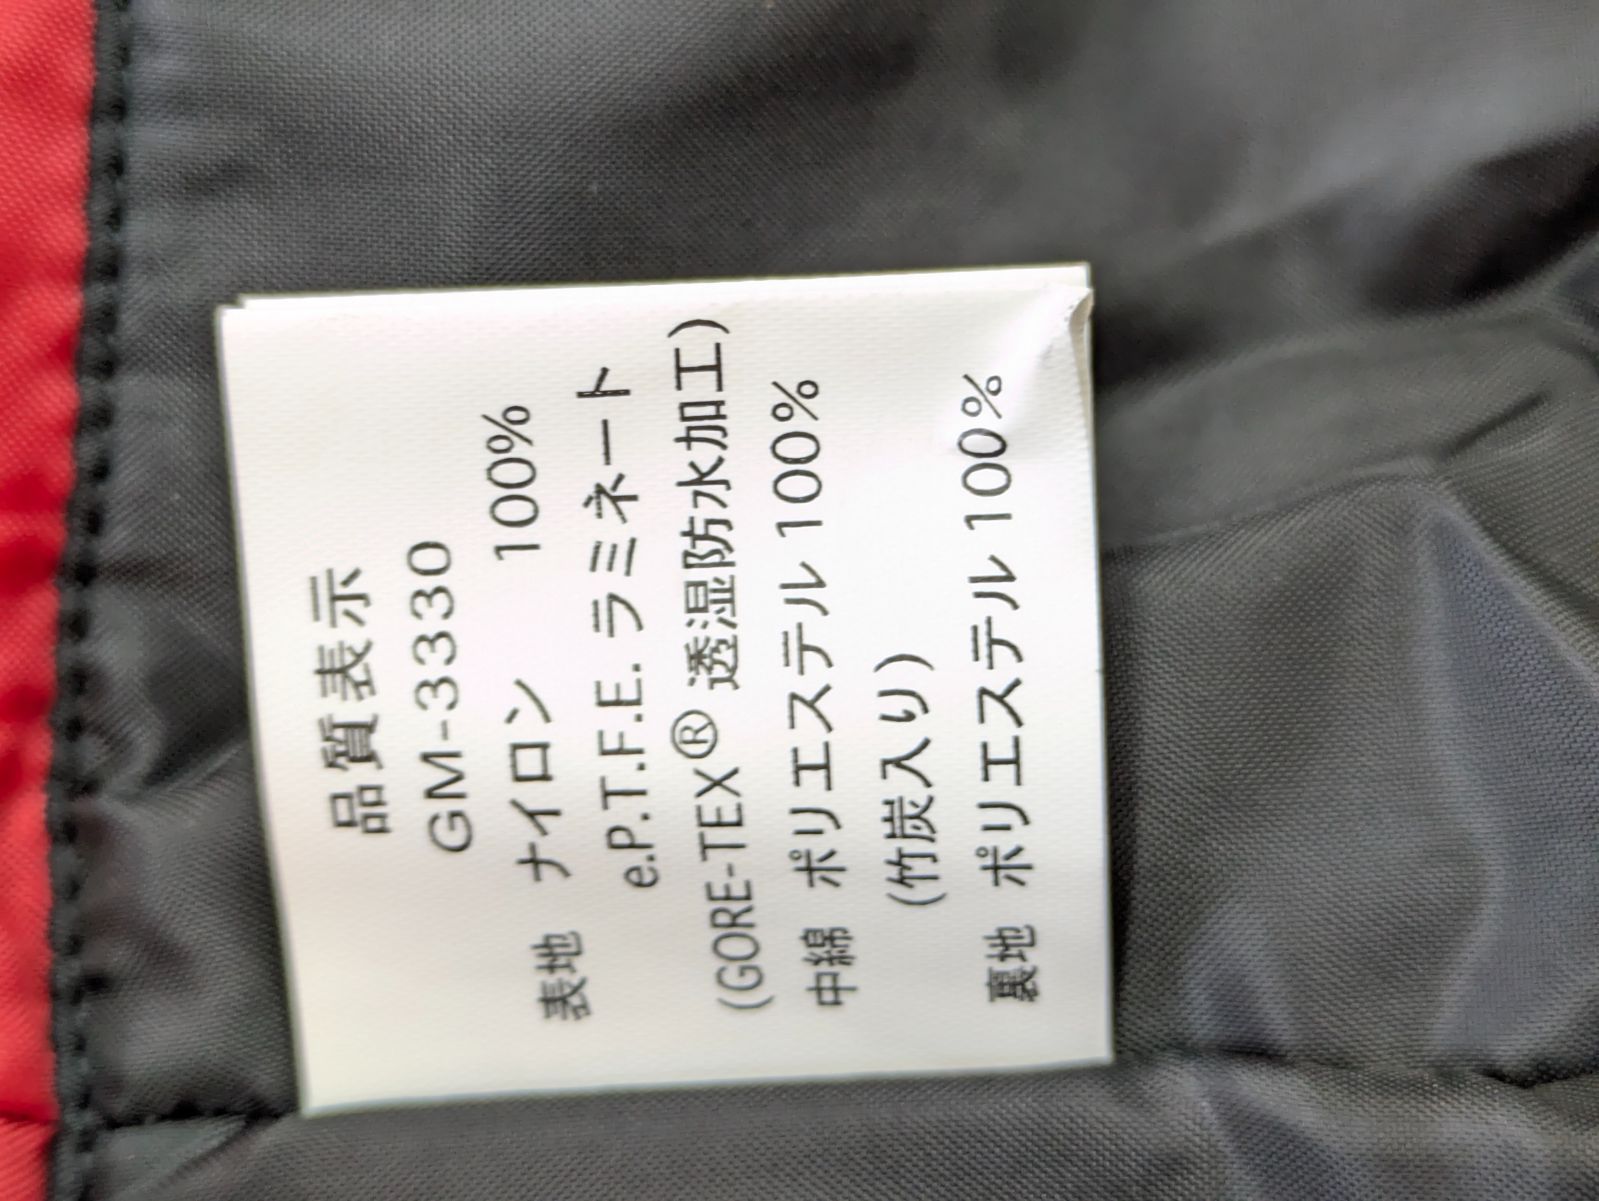 品質表示
GM-3330
表地 ナイロン 100%
e.P.T.F.E. ラミネート
(GORE-TEX® 透湿防水加工)
中綿 ポリエステル 100%
(竹炭入り)
裏地 ポリエステル 100%